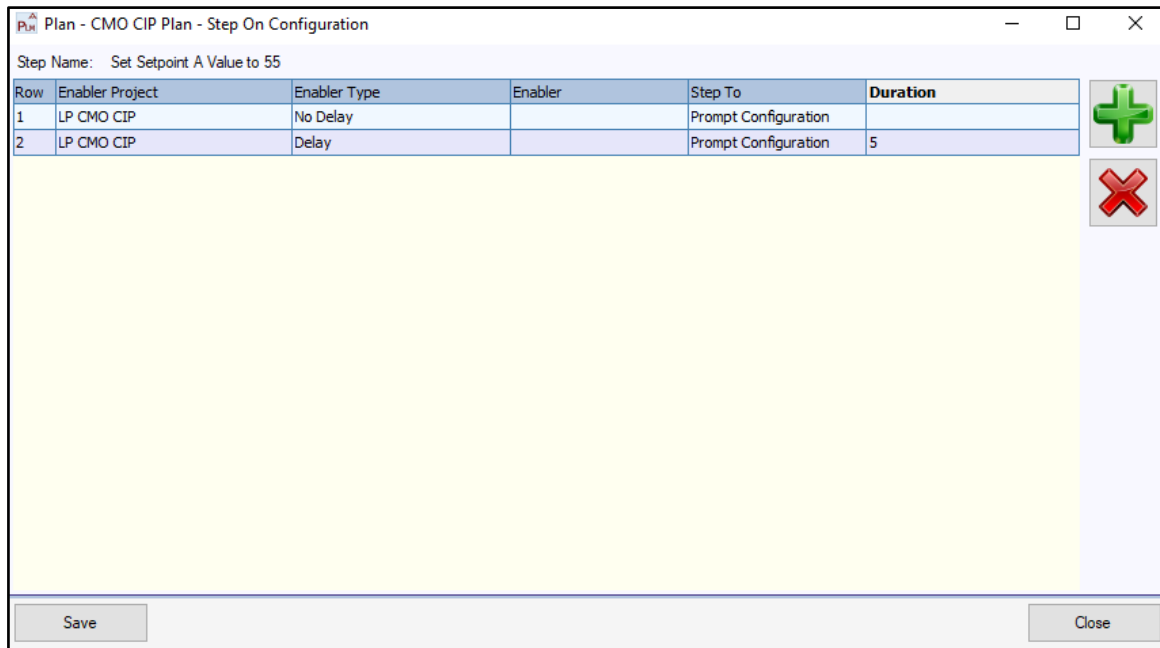 PLM Plan - CMO CIP Plan - Step On Configuration
Step Name: Set Setpoint A Value to 55
Row Enabler Project Enabler Type Enabler Step To Duration
1 LP CMO CIP No Delay Prompt Configuration
2 LP CMO CIP Delay Prompt Configuration 5
Save Close